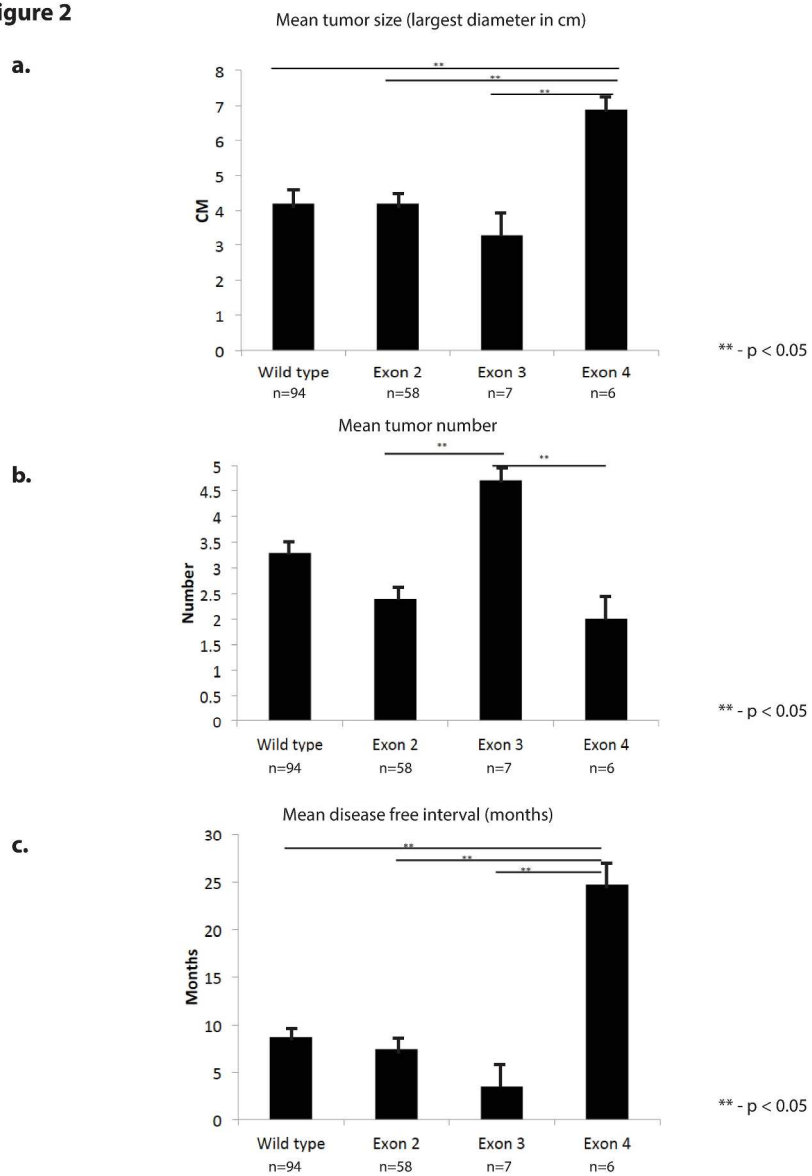 igure 2
Mean tumor size (largest diameter in cm)
a.
** 
**
**
8
7
6
5
4
3
2
1
0
CM
Wild type Exon 2 Exon 3 Exon 4
n=94 n=58 n=7 n=6
** - p < 0.05
Mean tumor number
b.
**
**
5
4.5
4
3.5
3
2.5
2
1.5
1
0.5
0
Number
Wild type Exon 2 Exon 3 Exon 4
n=94 n=58 n=7 n=6
** - p < 0.05
Mean disease free interval (months)
c.
**
**
**
30
25
20
15
10
5
0
Months
Wild type Exon 2 Exon 3 Exon 4
n=94 n=58 n=7 n=6
** - p < 0.05